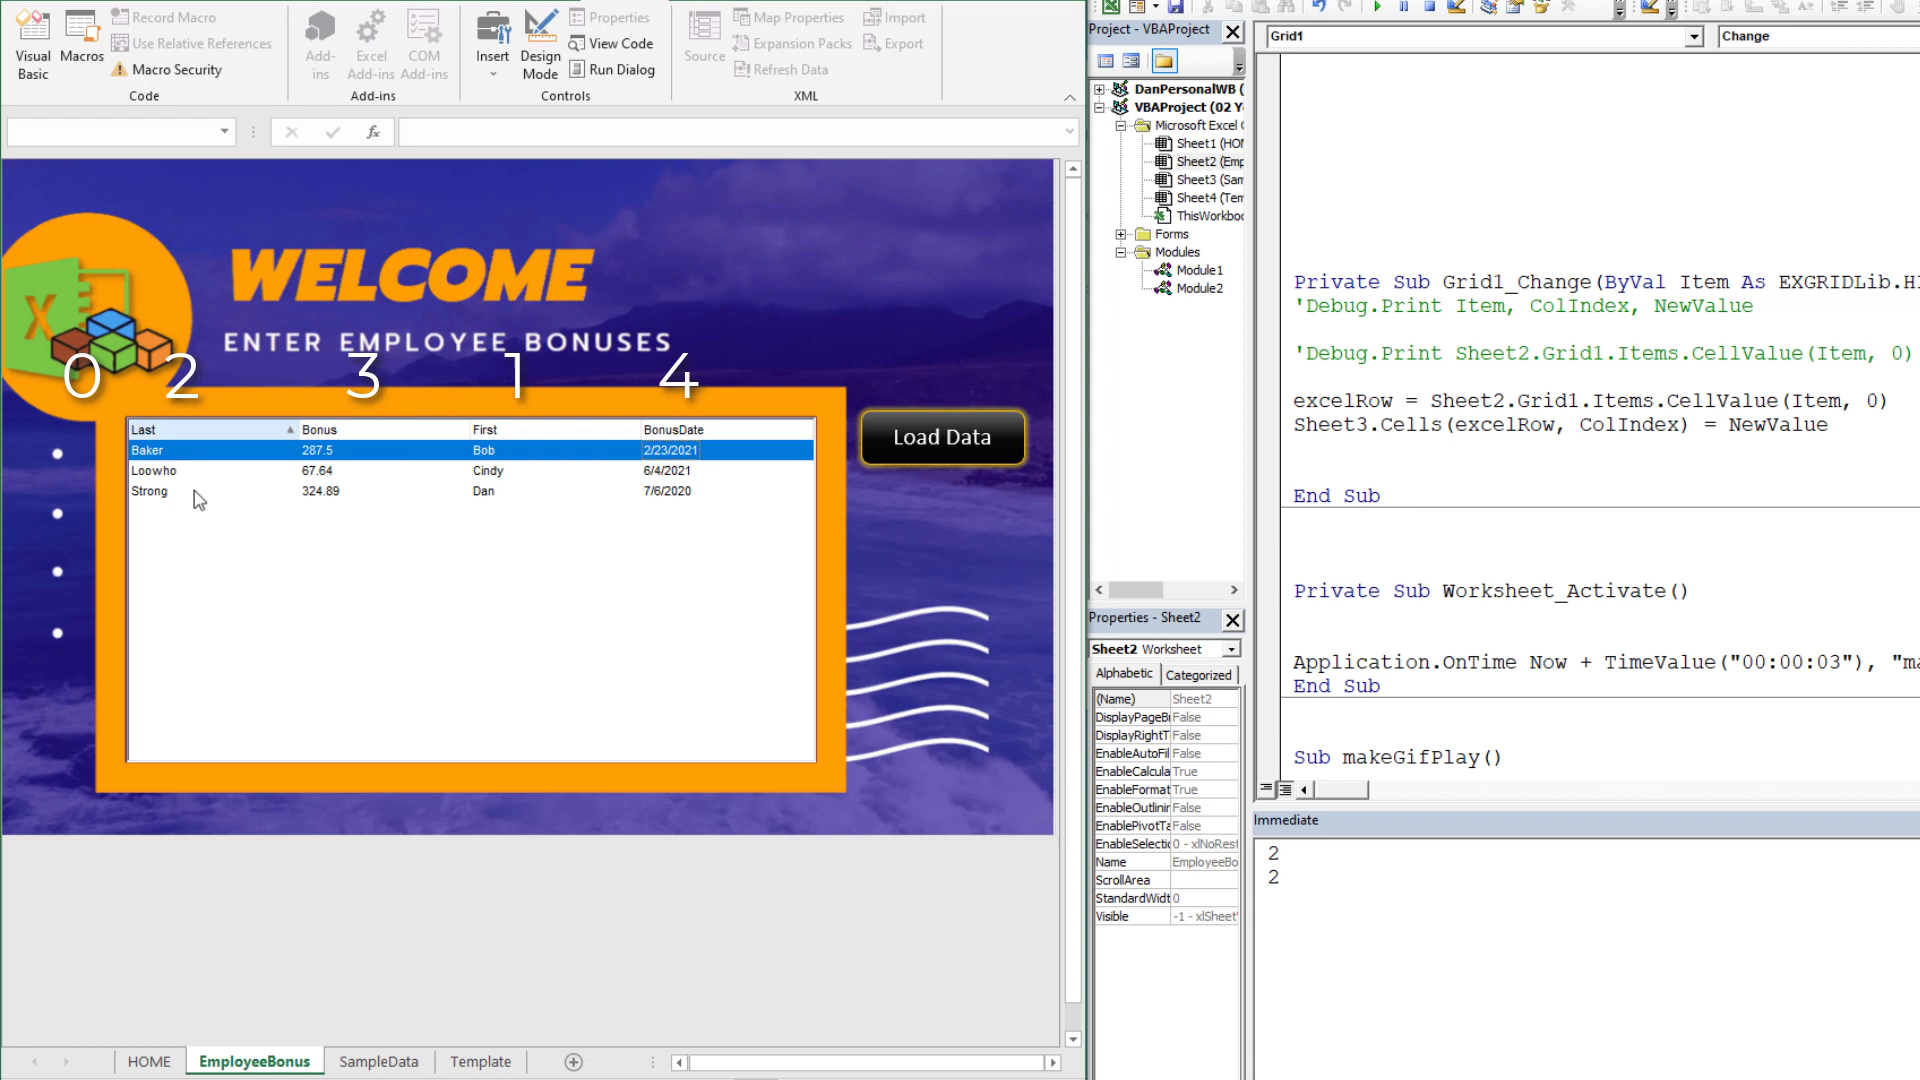 Record Macro
Use Relative References
Macro Security
Visual Basic
Macros
Code
Add-ins
Excel Add-ins
COM Add-ins
Add-ins
Insert
Design Mode
Properties
View Code
Run Dialog
Controls
Source
Map Properties
Expansion Packs
Refresh Data
Import
Export
XML
fx
X
WELCOME
ENTER EMPLOYEE BONUSES
0 2 3 1 4
Last Bonus First BonusDate
Baker 287.5 Bob 2/23/2021
Loowho 67.64 Cindy 6/4/2021
Strong 324.89 Dan 7/6/2020
Load Data
HOME
EmployeeBonus
SampleData
Template
Project - VBAProject
DanPersonalWB (
VBAProject (02 Y
Microsoft Excel
Sheet1 (HO
Sheet2 (Emp
Sheet3 (Sam
Sheet4 (Tem
ThisWorkboo
Forms
Modules
Module1
Module2
Properties - Sheet2
Sheet2 Worksheet
Alphabetic Categorized
(Name) Sheet2
DisplayPageB False
DisplayRightT False
EnableAutoFil False
EnableCalcula True
EnableFormat True
EnableOutlinin False
EnablePivotTa False
EnableSelectio 0 - xlNoRest
Name EmployeeBo
ScrollArea
StandardWidt 0
Visible -1 - xlSheet
Grid1
Change
Private Sub Grid1_Change(ByVal Item As EXGRIDLib.HI
'Debug.Print Item, ColIndex, NewValue
'Debug.Print Sheet2.Grid1.Items.CellValue(Item, 0)
excelRow = Sheet2.Grid1.Items.CellValue(Item, 0)
Sheet3.Cells(excelRow, ColIndex) = NewValue
End Sub
Private Sub Worksheet_Activate()
Application.OnTime Now + TimeValue("00:00:03"), "ma
End Sub
Sub makeGifPlay()
Immediate
2
2